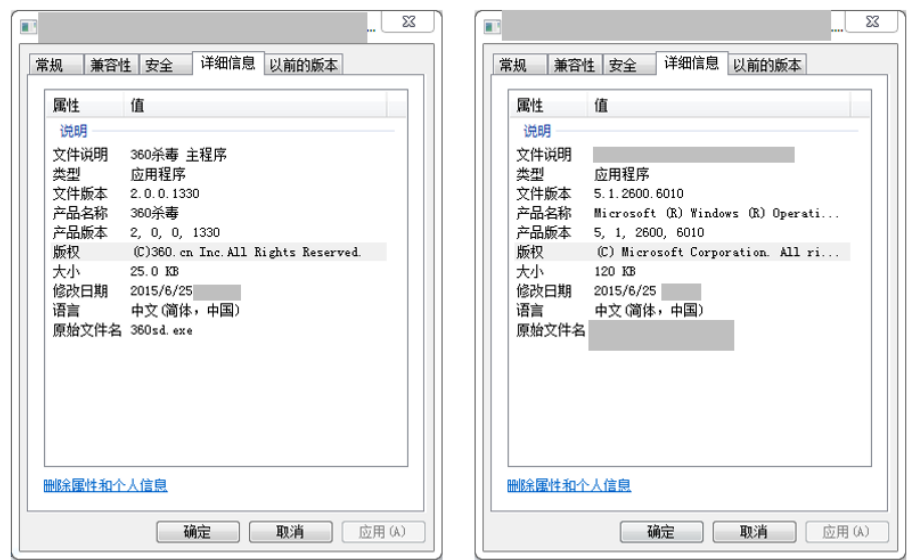 ...
常规 兼容性 安全 详细信息 以前的版本
属性 值
说明
文件说明 360杀毒 主程序
类型 应用程序
文件版本 2.0.0.1330
产品名称 360杀毒
产品版本 2, 0, 0, 1330
版权 (C)360.cn Inc.All Rights Reserved.
大小 25.0 KB
修改日期 2015/6/25
语言 中文(简体，中国)
原始文件名 360sd.exe
删除属性和个人信息
确定 取消 应用(A)
...
常规 兼容性 安全 详细信息 以前的版本
属性 值
说明
文件说明
类型 应用程序
文件版本 5.1.2600.6010
产品名称 Microsoft (R) Windows (R) Operati...
产品版本 5, 1, 2600, 6010
版权 (C) Microsoft Corporation. All ri...
大小 120 KB
修改日期 2015/6/25
语言 中文(简体，中国)
原始文件名
删除属性和个人信息
确定 取消 应用(A)